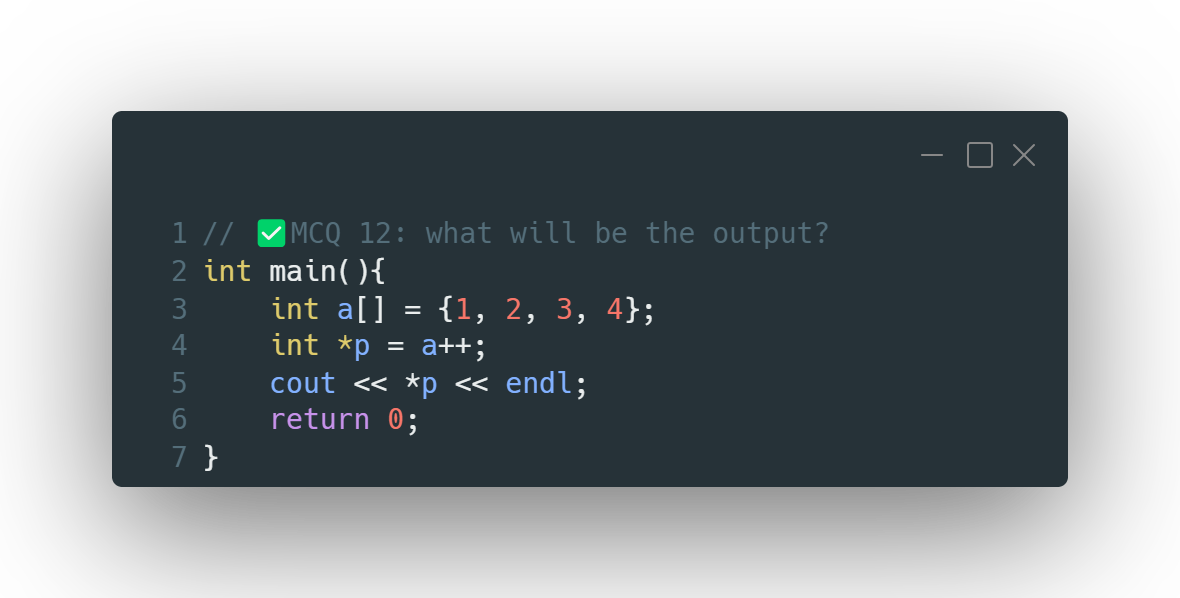 1 // ✅MCQ 12: what will be the output?
2 int main(){
3     int a[] = {1, 2, 3, 4};
4     int *p = a++;
5     cout << *p << endl;
6     return 0;
7 }